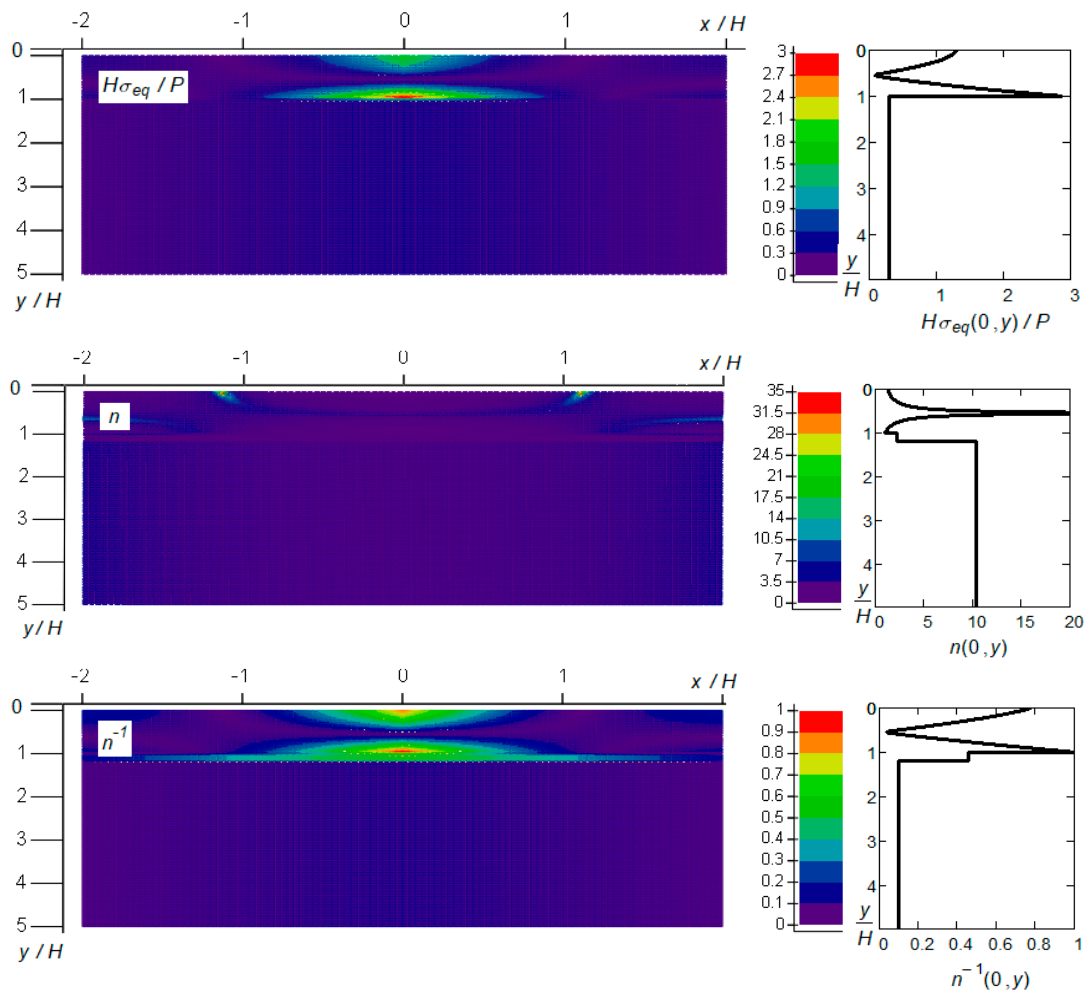 -2 -1 0 1 x / H
0 1 2 3 4 5
y / H
Hσeq / P
3 2.7 2.4 2.1 1.8 1.5 1.2 0.9 0.6 0.3 0
0 1 2 3 4
y
H
0 1 2 3
Hσeq(0 ,y) / P
-2 -1 0 1 x / H
0 1 2 3 4 5
y / H
n
35 31.5 28 24.5 21 17.5 14 10.5 7 3.5 0
0 1 2 3 4
y
H
0 5 10 15 20
n(0 ,y)
-2 -1 0 1 x / H
0 1 2 3 4 5
y / H
n-1
1 0.9 0.8 0.7 0.6 0.5 0.4 0.3 0.2 0.1 0
0 1 2 3 4
y
H
0 0.2 0.4 0.6 0.8 1
n−1(0 ,y)